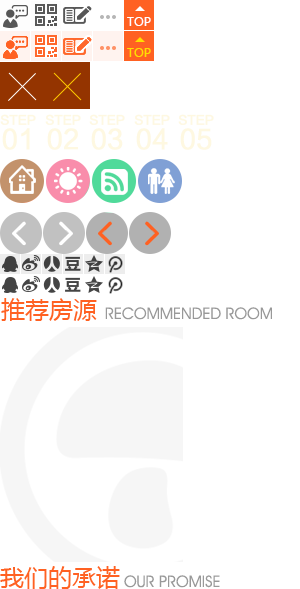 TOP
TOP
STEP STEP STEP STEP STEP
01 02 03 04 05
豆
豆
推荐房源 RECOMMENDED ROOM
我们的承诺 OUR PROMISE